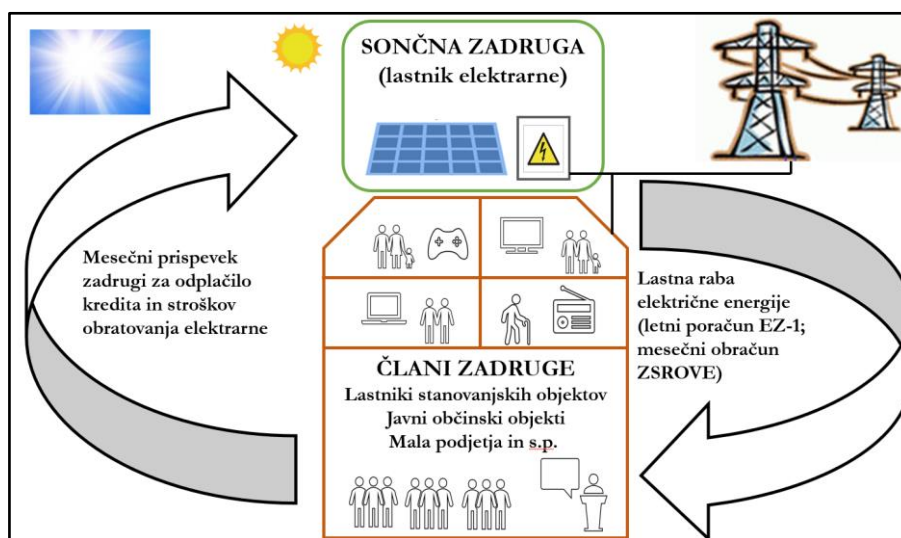 SONČNA ZADRUGA
(lastnik elektrarne)
Mesečni prispevek
zadrugi za odplačilo
kredita in stroškov
obratovanja elektrarne
Lastna raba
električne energije
(letni poračun EZ-1;
mesečni obračun
ZSROVE)
ČLANI ZADRUGE
Lastniki stanovanjskih objektov
Javni občinski objekti
Mala podjetja in s.p.